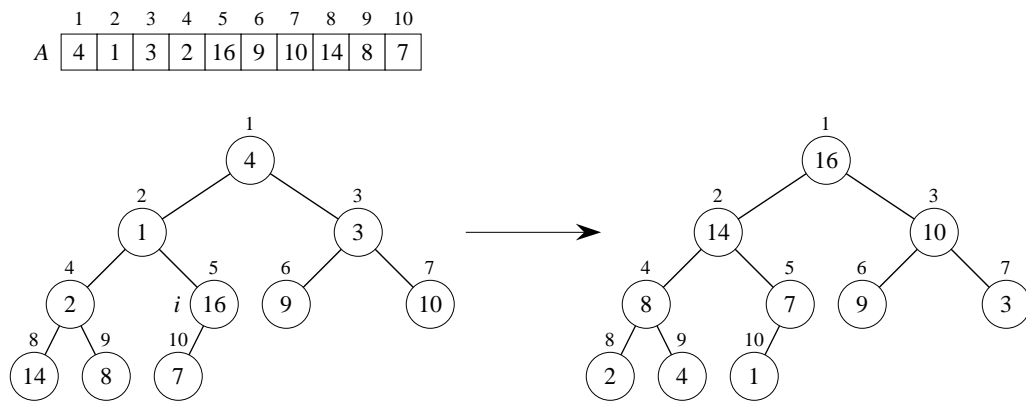 1 2 3 4 5 6 7 8 9 10
A 4 1 3 2 16 9 10 14 8 7
1 1
4 16
2 3 2 3
1 3 14 10
4 5 6 7 4 5 6 7
2 i 16 9 10 8 7 9 3
8 9 10 8 9 10
14 8 7 2 4 1